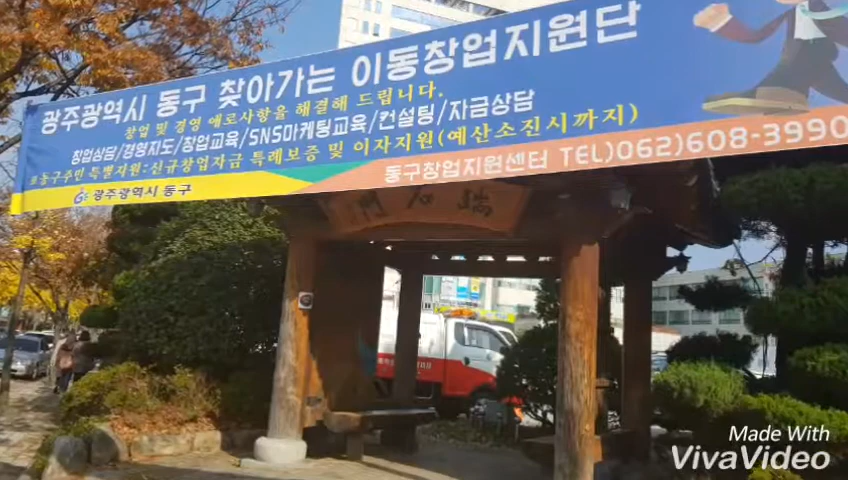 광주광역시 동구 찾아가는 이동창업지원단
창업 및 경영 애로사항을 해결해 드립니다.
창업상담/경영지도/창업교육/SNS마케팅교육/컨설팅/자금상담
※동구주민 특별지원:신규창업자금 특례보증 및 이자지원(예산소진시까지)
광주광역시 동구
동구창업지원센터 TEL)062)608-3990
瑞石門
Made With
VivaVideo